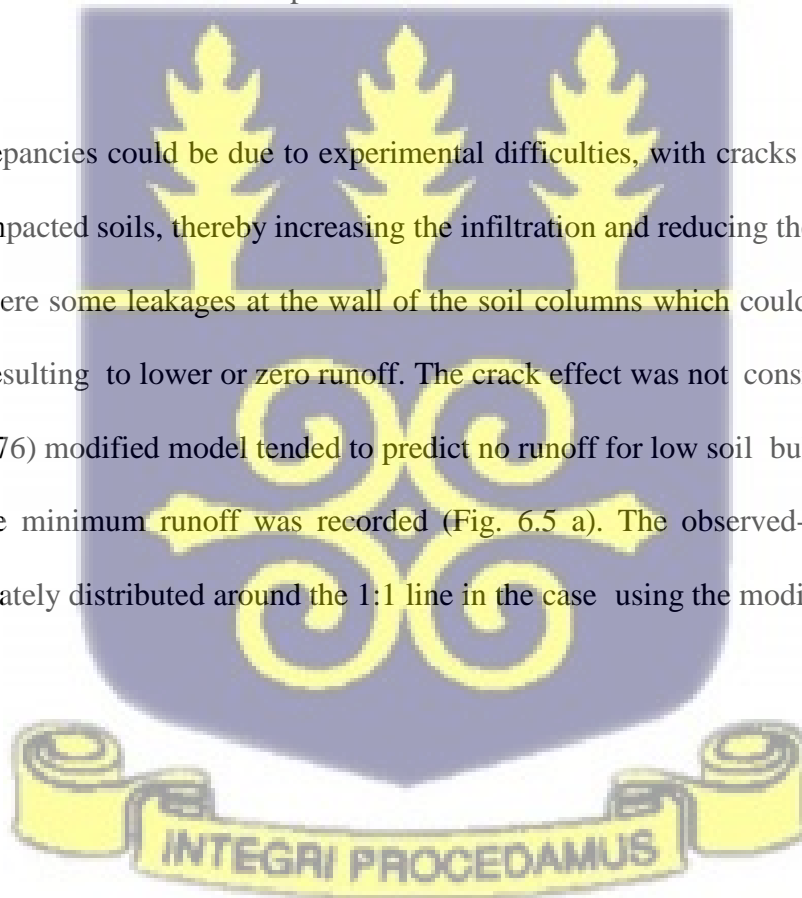 epancies could be due to experimental difficulties, with cracks
npacted soils, thereby increasing the infiltration and reducing the
ere some leakages at the wall of the soil columns which could
esulting to lower or zero runoff. The crack effect was not cons
76) modified model tended to predict no runoff for low soil bu
e minimum runoff was recorded (Fig. 6.5 a). The observed-
ately distributed around the 1:1 line in the case using the modi
INTEGRI PROCEDAMUS